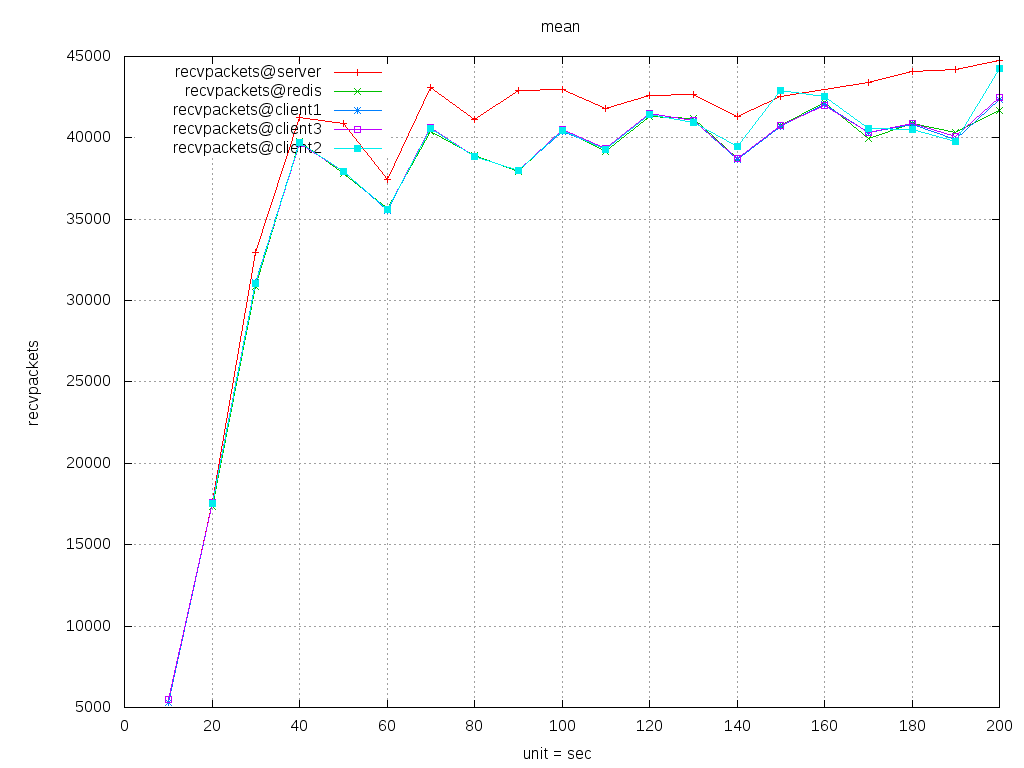 mean
45000
40000
35000
30000
25000
20000
15000
10000
5000
recvpackets
recvpackets@server
recvpackets@redis
recvpackets@client1
recvpackets@client3
recvpackets@client2
0 20 40 60 80 100 120 140 160 180 200
unit = sec